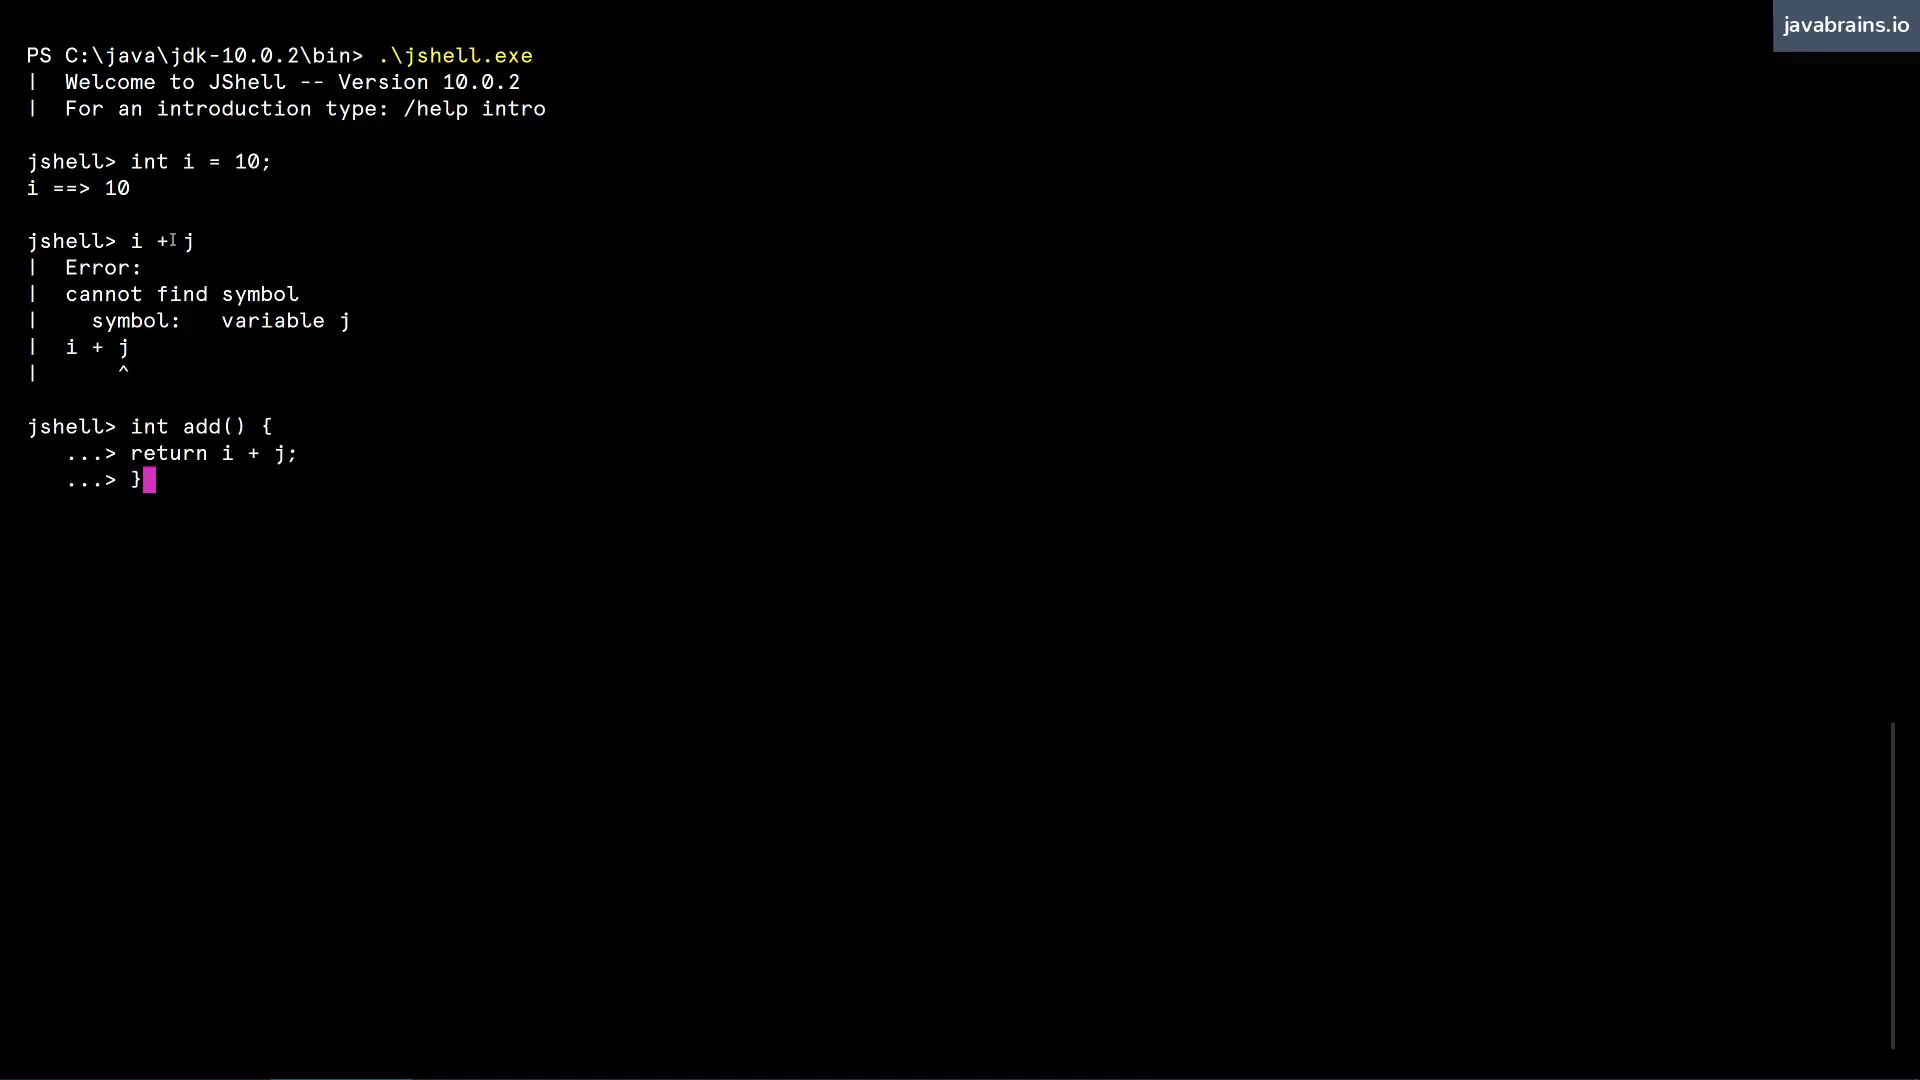 javabrains.io
PS C:\java\jdk-10.0.2\bin> .\jshell.exe
|  Welcome to JShell -- Version 10.0.2
|  For an introduction type: /help intro
jshell> int i = 10;
i ==> 10
jshell> i + j
|  Error:
|  cannot find symbol
|    symbol:   variable j
|  i + j
|      ^
jshell> int add() {
   ...> return i + j;
   ...> }